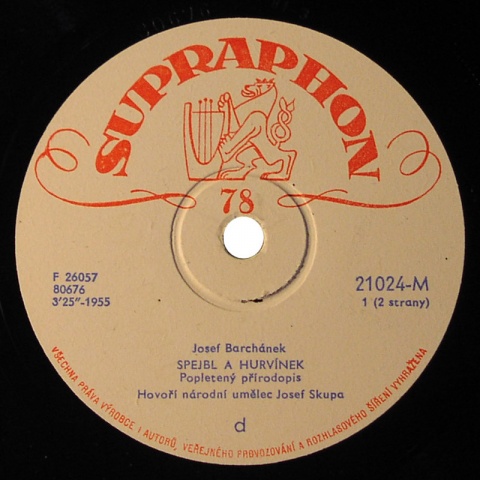 SUPRAPHON
78
F 26057
80676
3'25"-1955
21024-M
1 (2 strany)
Josef Barchánek
SPEJBL A HURVÍNEK
Popletený přírodopis
Hovoří národní umělec Josef Skupa
d
VŠECHNA PRÁVA VÝROBCE I AUTORŮ, VEŘEJNÉHO PROVOZOVÁNÍ A ROZHLASOVÉHO ŠÍŘENÍ VYHRAŽENA